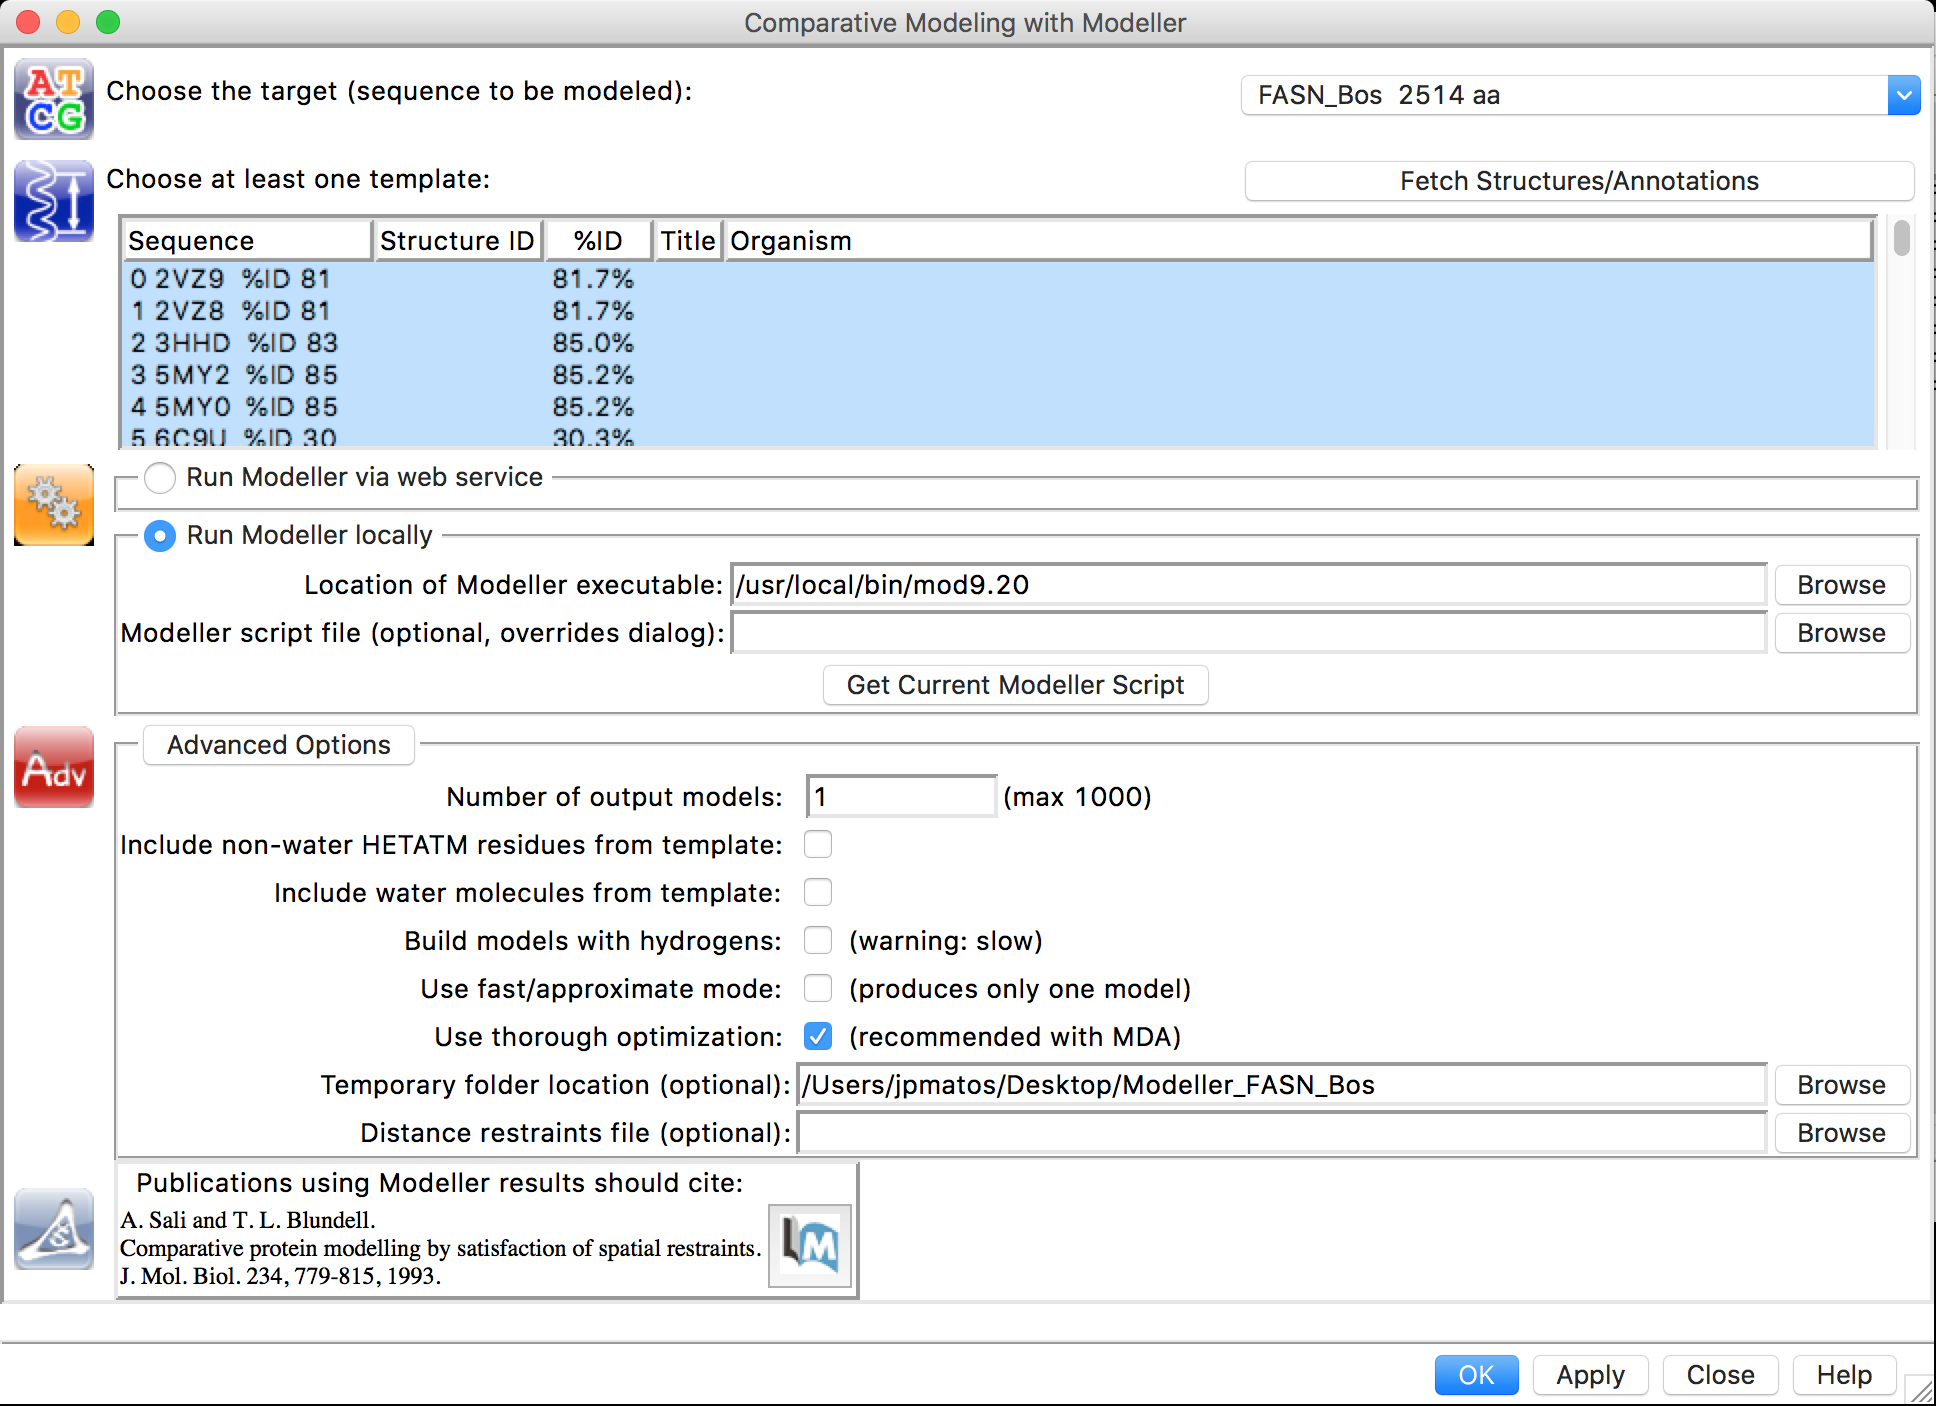 Comparative Modeling with Modeller
ATCG
Choose the target (sequence to be modeled):
FASN_Bos 2514 aa
Choose at least one template:
Fetch Structures/Annotations
Sequence Structure ID %ID Title Organism
0 2VZ9 %ID 81 81.7%
1 2VZ8 %ID 81 81.7%
2 3HHD %ID 83 85.0%
3 5MY2 %ID 85 85.2%
4 5MY0 %ID 85 85.2%
5 6C9U %ID 30 30.3%
Run Modeller via web service
Run Modeller locally
Location of Modeller executable: /usr/local/bin/mod9.20 Browse
Modeller script file (optional, overrides dialog): Browse
Get Current Modeller Script
Adv
Advanced Options
Number of output models: 1 (max 1000)
Include non-water HETATM residues from template:
Include water molecules from template:
Build models with hydrogens: (warning: slow)
Use fast/approximate mode: (produces only one model)
Use thorough optimization: (recommended with MDA)
Temporary folder location (optional): /Users/jpmatos/Desktop/Modeller_FASN_Bos Browse
Distance restraints file (optional): Browse
Publications using Modeller results should cite:
A. Sali and T. L. Blundell.
Comparative protein modelling by satisfaction of spatial restraints.
J. Mol. Biol. 234, 779-815, 1993.
M
OK Apply Close Help